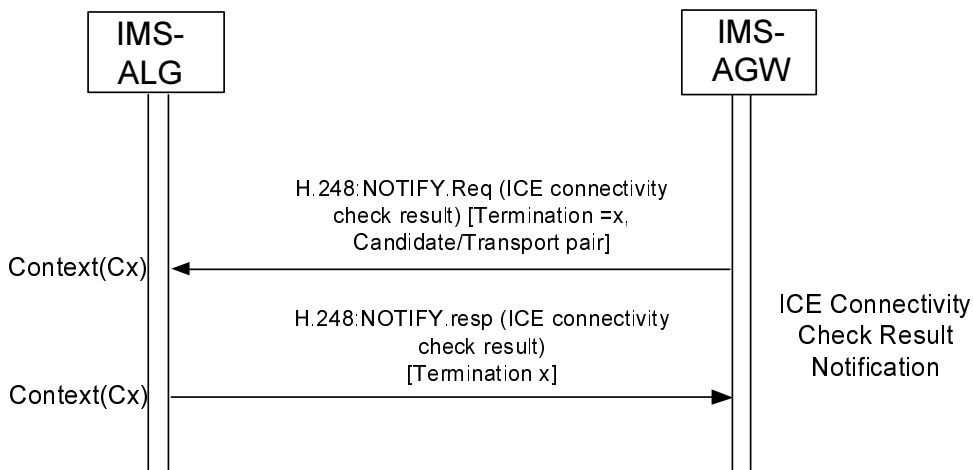 IMS-
ALG
IMS-
AGW
H.248:NOTIFY.Req (ICE connectivity
check result) [Termination =x,
Candidate/Transport pair]
Context(Cx)
H.248:NOTIFY.resp (ICE connectivity
check result)
[Termination x]
Context(Cx)
ICE Connectivity
Check Result
Notification